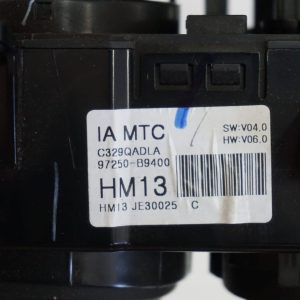 IA MTC
SW:V04.0
C329QADLA
HW:V06.0
97250-B9400
HM13
HM13 JE30025 C